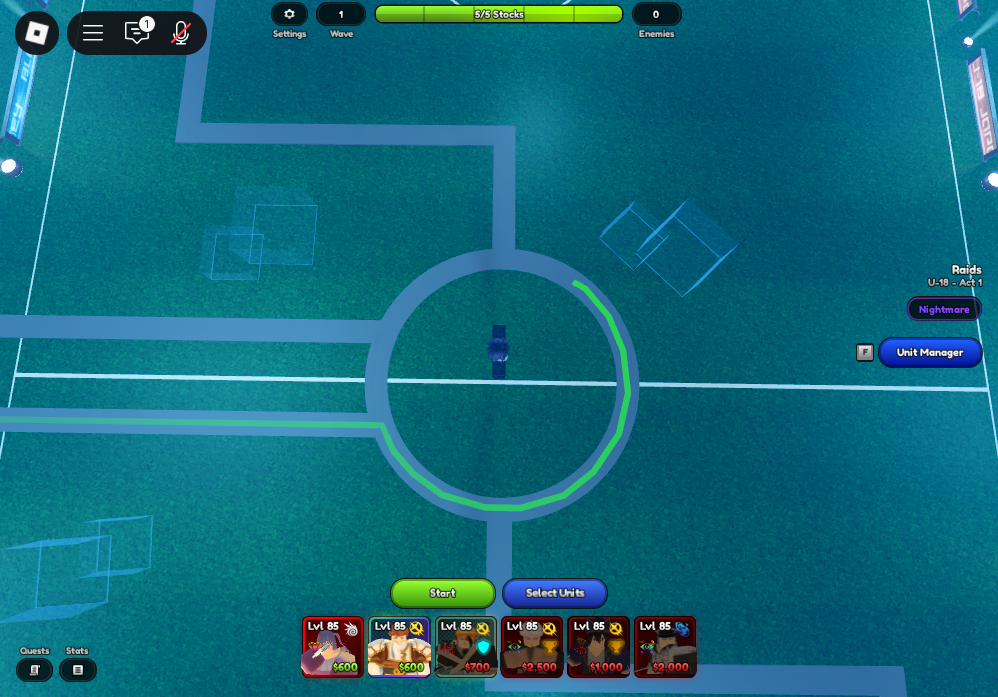 1
Settings
1
Wave
5/5 Stocks
0
Enemies
Raids
U-18 - Act 1
Nightmare
F
Unit Manager
Start
Select Units
Lvl 85
$600
Lvl 85
$600
Lvl 85
$700
Lvl 85
$2,500
Lvl 85
$1,000
Lvl 85
$2,000
Quests
Stats